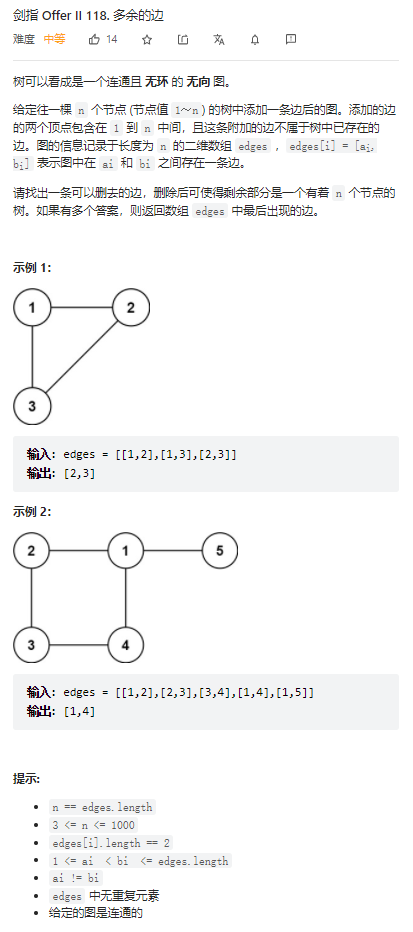 剑指 Offer II 118. 多余的边
难度 中等 14
树可以看成是一个连通且 无环 的 无向 图。
给定往一棵 n 个节点 (节点值 1～n) 的树中添加一条边后的图。添加的边
的两个顶点包含在 1 到 n 中间，且这条附加的边不属于树中已存在的
边。图的信息记录于长度为 n 的二维数组 edges ， edges[i] = [ai,
bi] 表示图中在 ai 和 bi 之间存在一条边。
请找出一条可以删去的边，删除后可使得剩余部分是一个有着 n 个节点的
树。如果有多个答案，则返回数组 edges 中最后出现的边。
示例 1：
1 2
3
输入: edges = [[1,2],[1,3],[2,3]]
输出: [2,3]
示例 2：
2 1 5
3 4
输入: edges = [[1,2],[2,3],[3,4],[1,4],[1,5]]
输出: [1,4]
提示:
n == edges.length
3 <= n <= 1000
edges[i].length == 2
1 <= ai < bi <= edges.length
ai != bi
edges 中无重复元素
给定的图是连通的